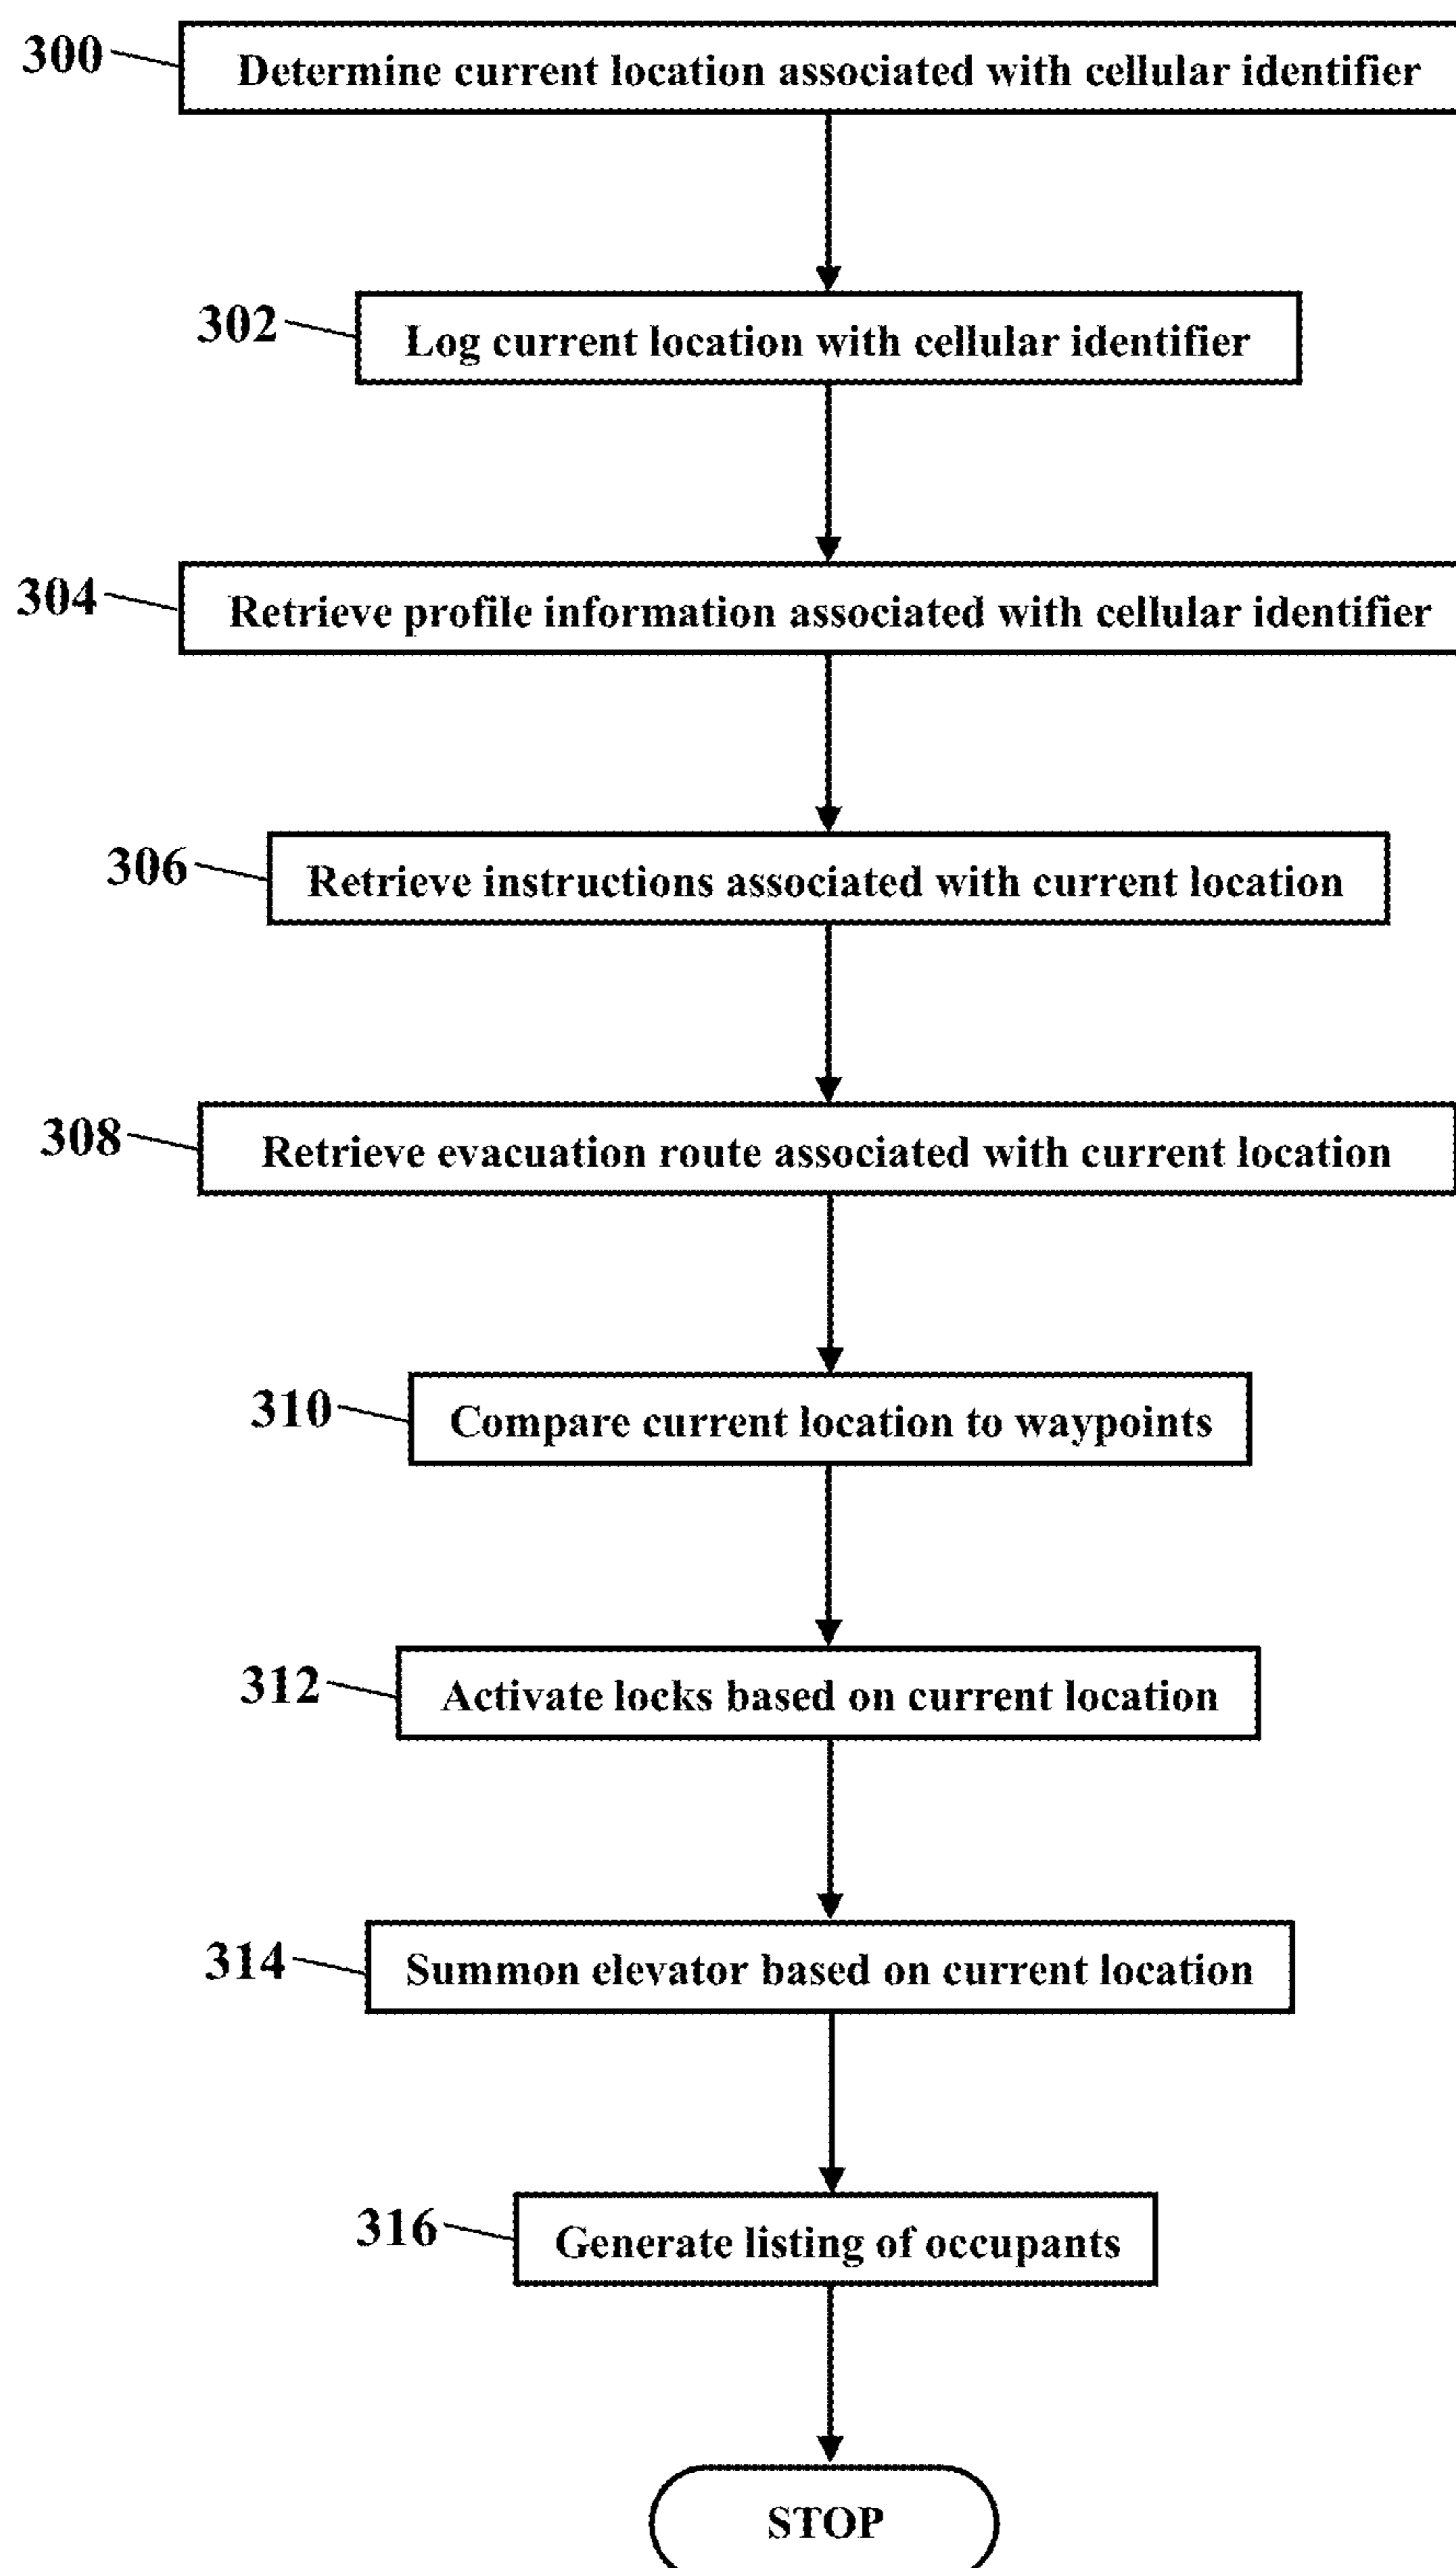 300 Determine current location associated with cellular identifier
302 Log current location with cellular identifier
304 Retrieve profile information associated with cellular identifier
306 Retrieve instructions associated with current location
308 Retrieve evacuation route associated with current location
310 Compare current location to waypoints
312 Activate locks based on current location
314 Summon elevator based on current location
316 Generate listing of occupants
STOP